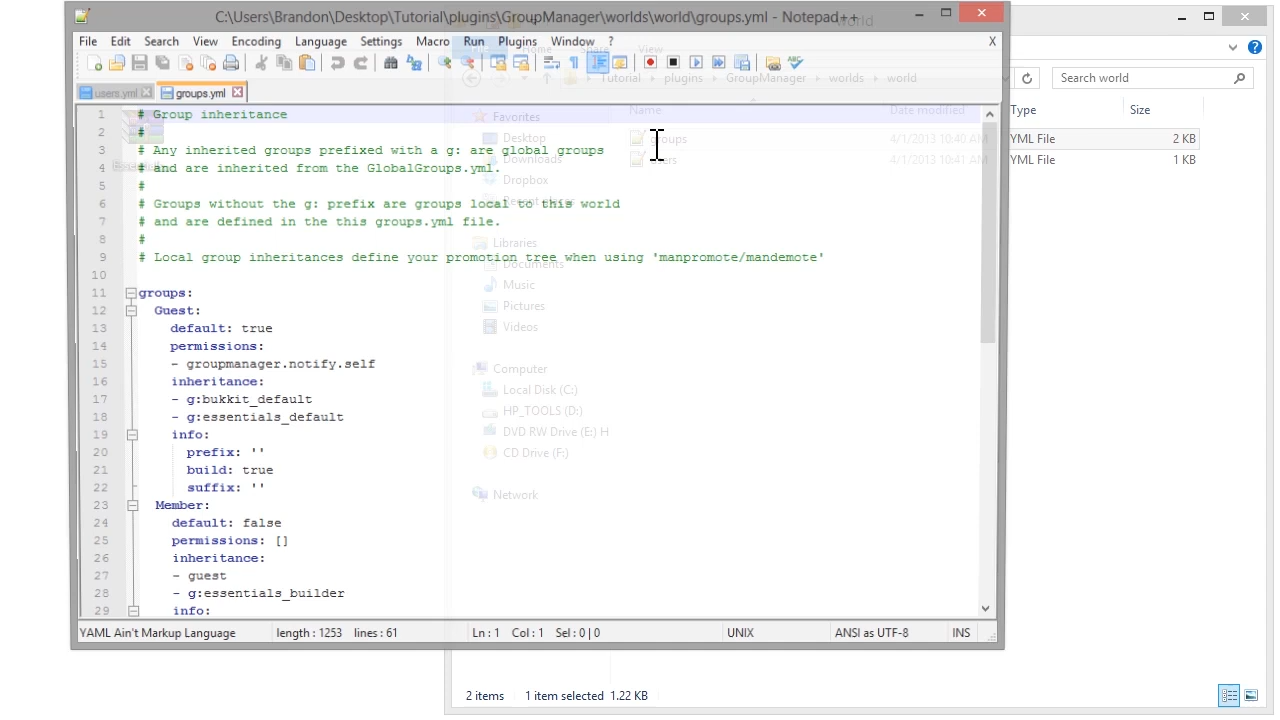 C:\Users\Brandon\Desktop\Tutorial\plugins\GroupManager\worlds\world\groups.yml - Notepad++
world
File Edit Search View Encoding Language Settings Macro Run Plugins Window ? X
Home Share View
Tutorial plugins GroupManager worlds world
Search world
users.yml groups.yml
Name Date modified Type Size
groups 4/1/2013 10:40 AM YML File 2 KB
users 4/1/2013 10:41 AM YML File 1 KB
Favorites
Desktop
Downloads
Dropbox
Recent places
Libraries
Documents
Music
Pictures
Videos
Computer
Local Disk (C:)
HP_TOOLS (D:)
DVD RW Drive (E:) H
CD Drive (F:)
Network
1 # Group inheritance
2 #
3 # Any inherited groups prefixed with a g: are global groups
4 # and are inherited from the GlobalGroups.yml.
5 #
6 # Groups without the g: prefix are groups local to this world
7 # and are defined in the this groups.yml file.
8 #
9 # Local group inheritances define your promotion tree when using 'manpromote/mandemote'
10
11 groups:
12 Guest:
13 default: true
14 permissions:
15 - groupmanager.notify.self
16 inheritance:
17 - g:bukkit_default
18 - g:essentials_default
19 info:
20 prefix: ''
21 build: true
22 suffix: ''
23 Member:
24 default: false
25 permissions: []
26 inheritance:
27 - guest
28 - g:essentials_builder
29 info:
YAML Ain't Markup Language length : 1253 lines : 61 Ln : 1 Col : 1 Sel : 0 | 0 UNIX ANSI as UTF-8 INS
2 items 1 item selected 1.22 KB